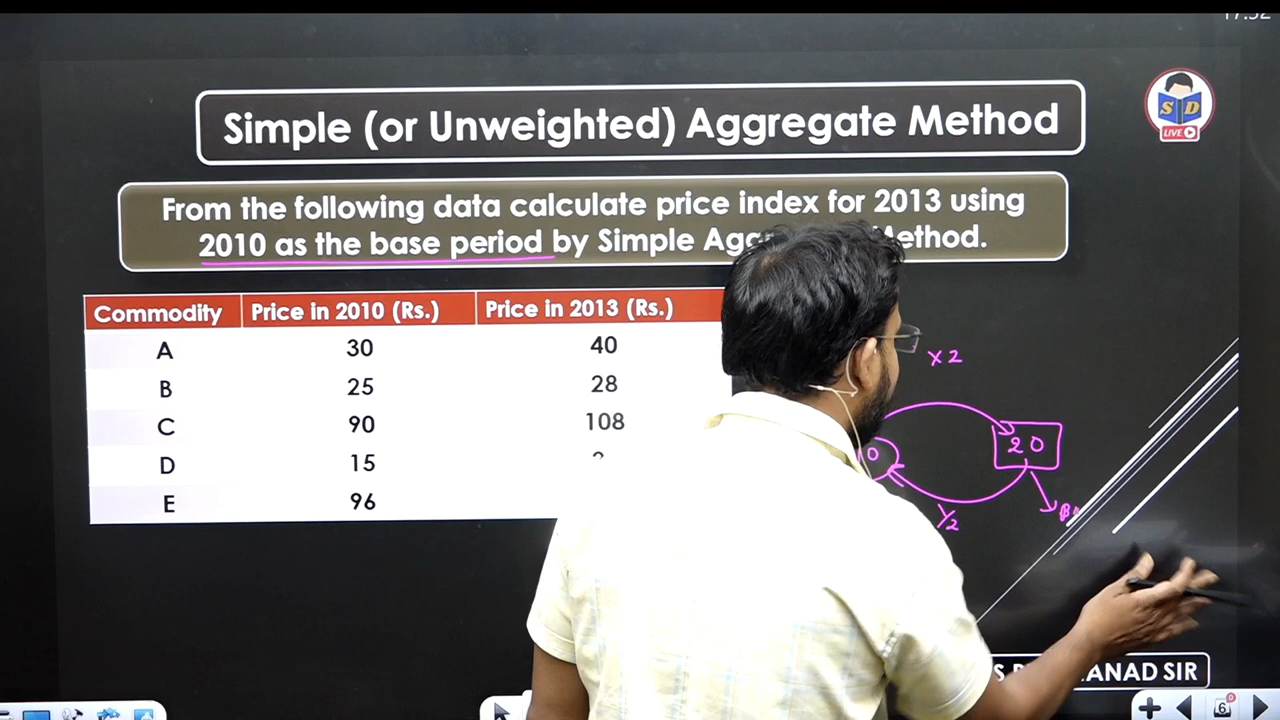 Simple (or Unweighted) Aggregate Method
S D
LIVE
From the following data calculate price index for 2013 using
2010 as the base period by Simple Method.
Commodity Price in 2010 (Rs.) Price in 2013 (Rs.)
A 30 40
B 25 28
C 90 108
D 15
E 96
x 2
0 20
1/2
ANAD SIR
6